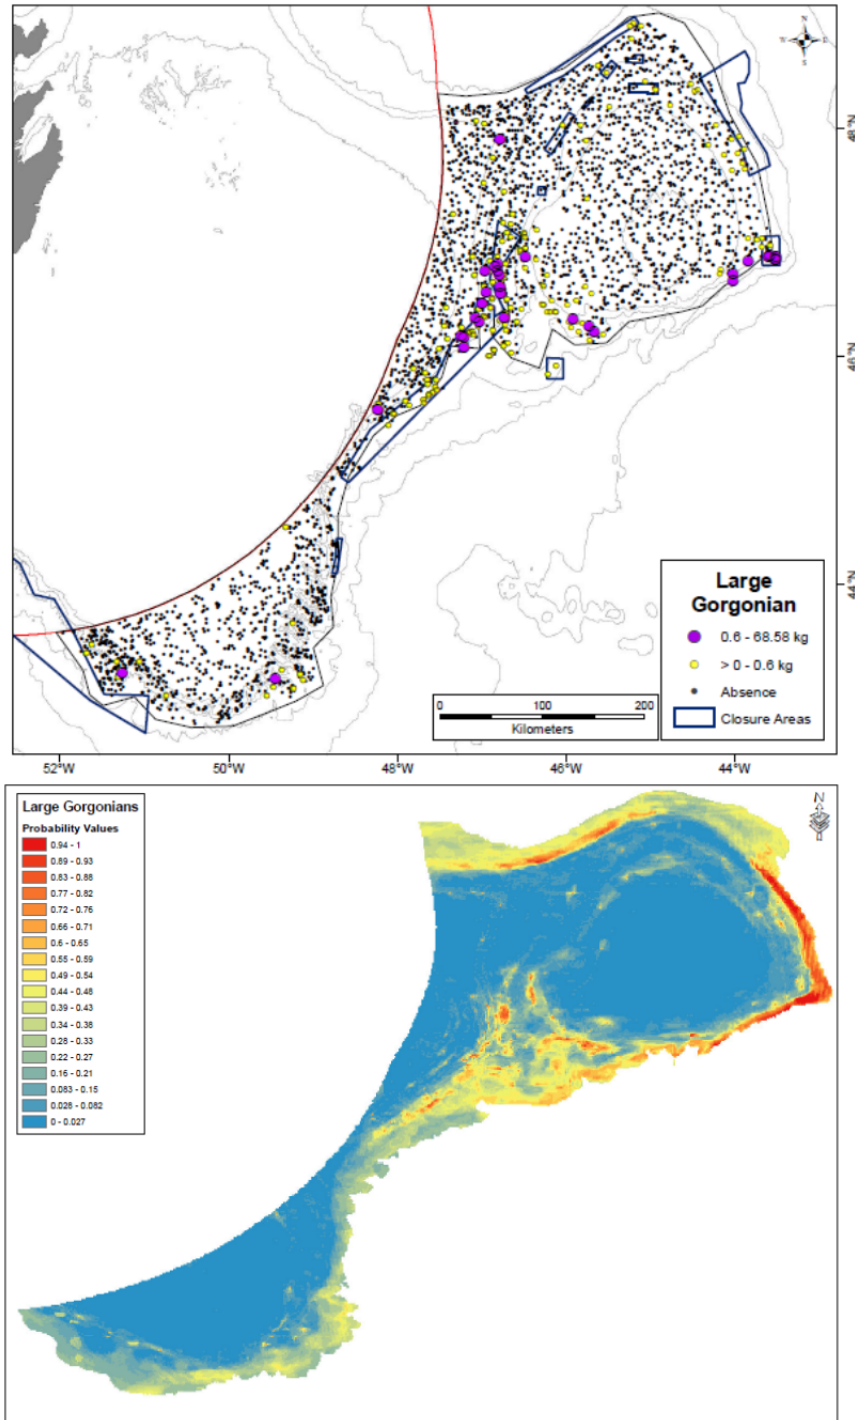 N
W E
S
48°N
46°N
44°N
Large
Gorgonian
0.6 - 68.58 kg
> 0 - 0.6 kg
Absence
Closure Areas
0 100 200
Kilometers
52°W 50°W 48°W 46°W 44°W
Large Gorgonians
Probability Values
0.94 - 1
0.89 - 0.93
0.83 - 0.88
0.77 - 0.82
0.72 - 0.76
0.66 - 0.71
0.6 - 0.65
0.55 - 0.59
0.49 - 0.54
0.44 - 0.48
0.39 - 0.43
0.34 - 0.38
0.28 - 0.33
0.22 - 0.27
0.16 - 0.21
0.083 - 0.15
0.028 - 0.082
0 - 0.027
N